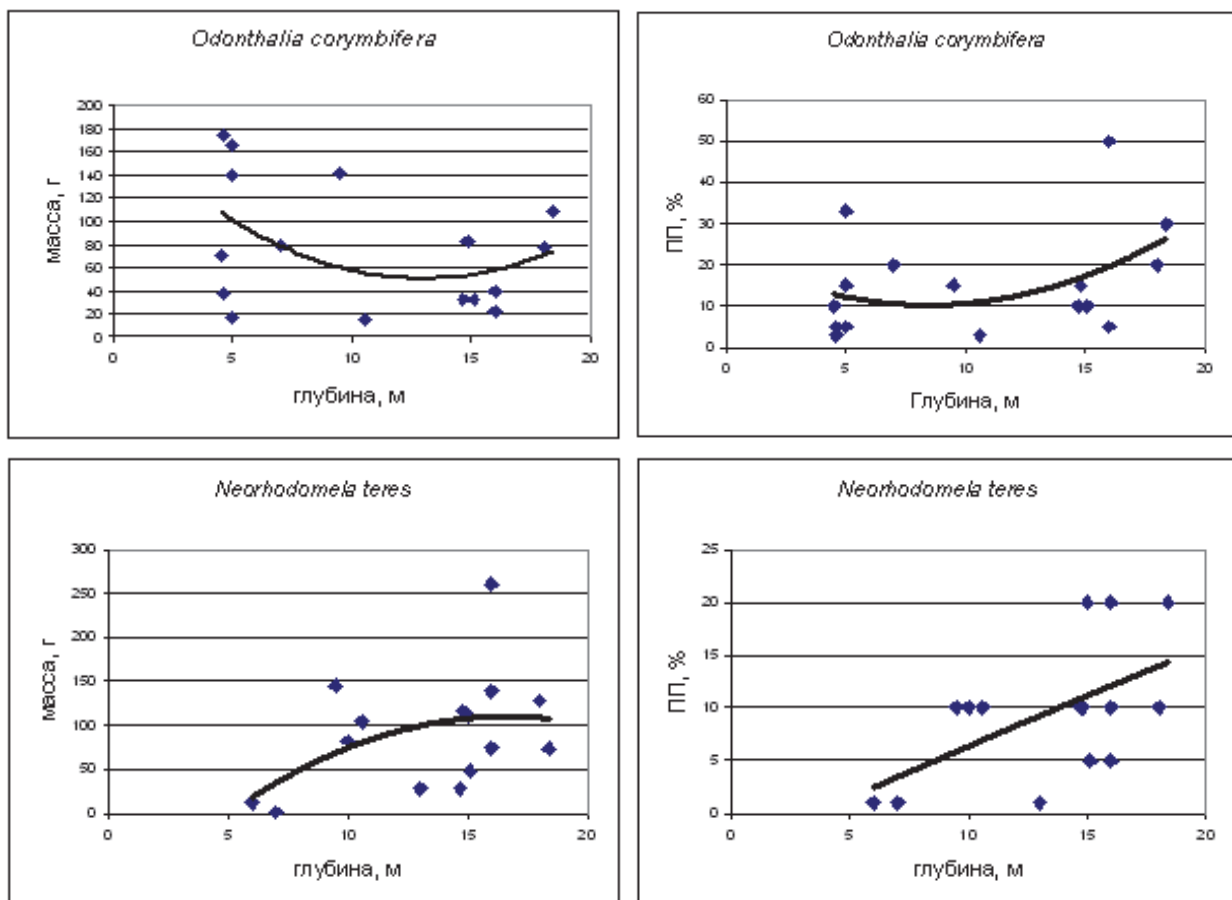 Odonthalia corymbifera
масса, г
200
180
160
140
120
100
80
60
40
20
0
0 5 10 15 20
глубина, м
Odonthalia corymbifera
ПП, %
60
50
40
30
20
10
0
0 5 10 15 20
Глубина, м
Neorhodomela teres
масса, г
300
250
200
150
100
50
0
0 5 10 15 20
глубина, м
Neorhodomela teres
ПП, %
25
20
15
10
5
0
0 5 10 15 20
глубина, м